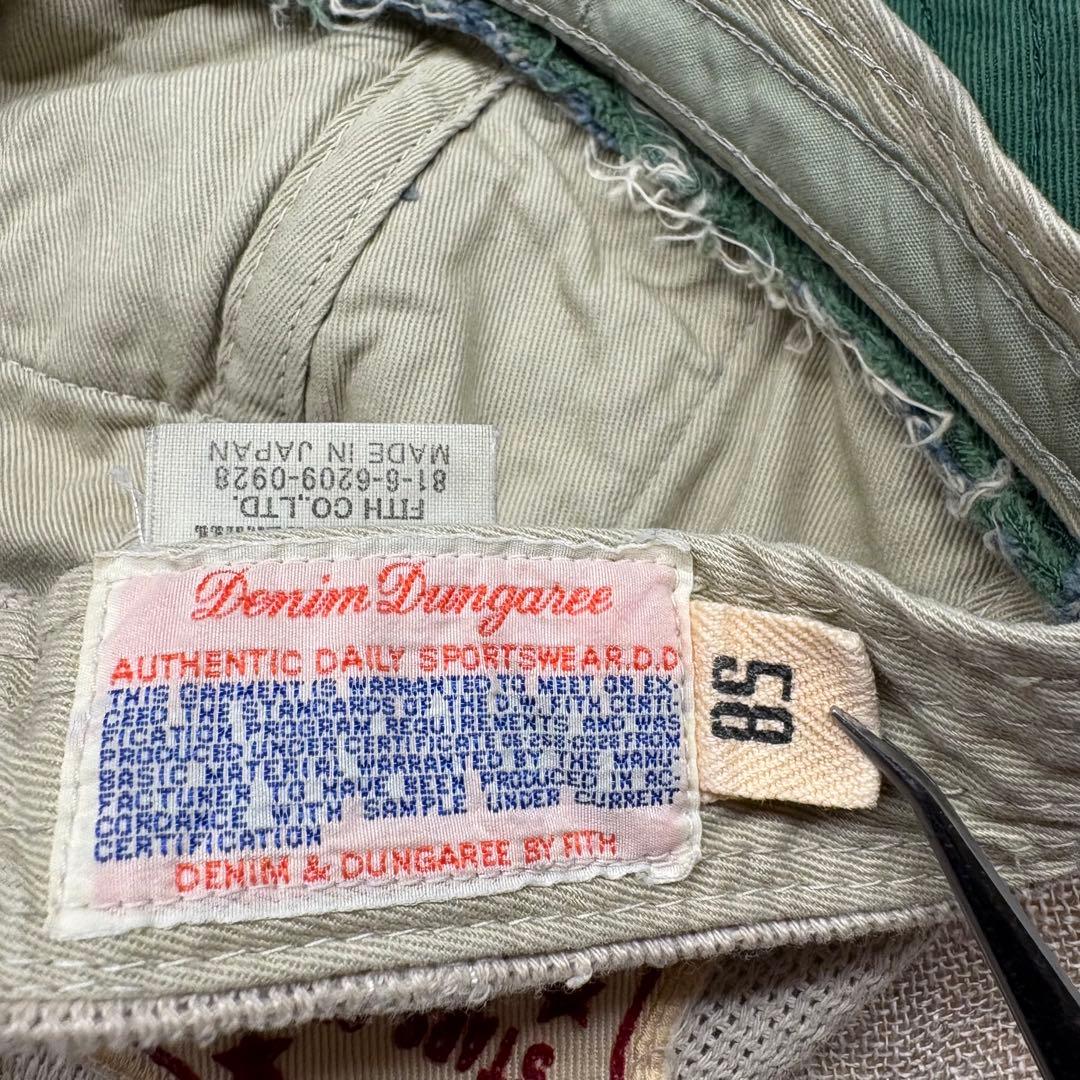 FITH CO.,LTD.
81-6-6209-0928
MADE IN JAPAN
Denim Dungaree
AUTHENTIC DAILY SPORTSWEAR.D.D
THIS GARMENT IS WARRANTED TO MEET OR EX-
CEED THE STANDARDS OF THE D.W. FITH CERTI-
FICATION PROGRAM REQUIREMENTS AND WAS
PRODUCED UNDER CERTIFICATE
BASIC MATERIAL WARRANTED BY THE MANU-
FACTURER TO HAVE BEEN PRODUCED IN AC-
CORDANCE WITH SAMPLE UNDER CURRENT
CERTIFICATION
DENIM & DUNGAREE BY FITH
58